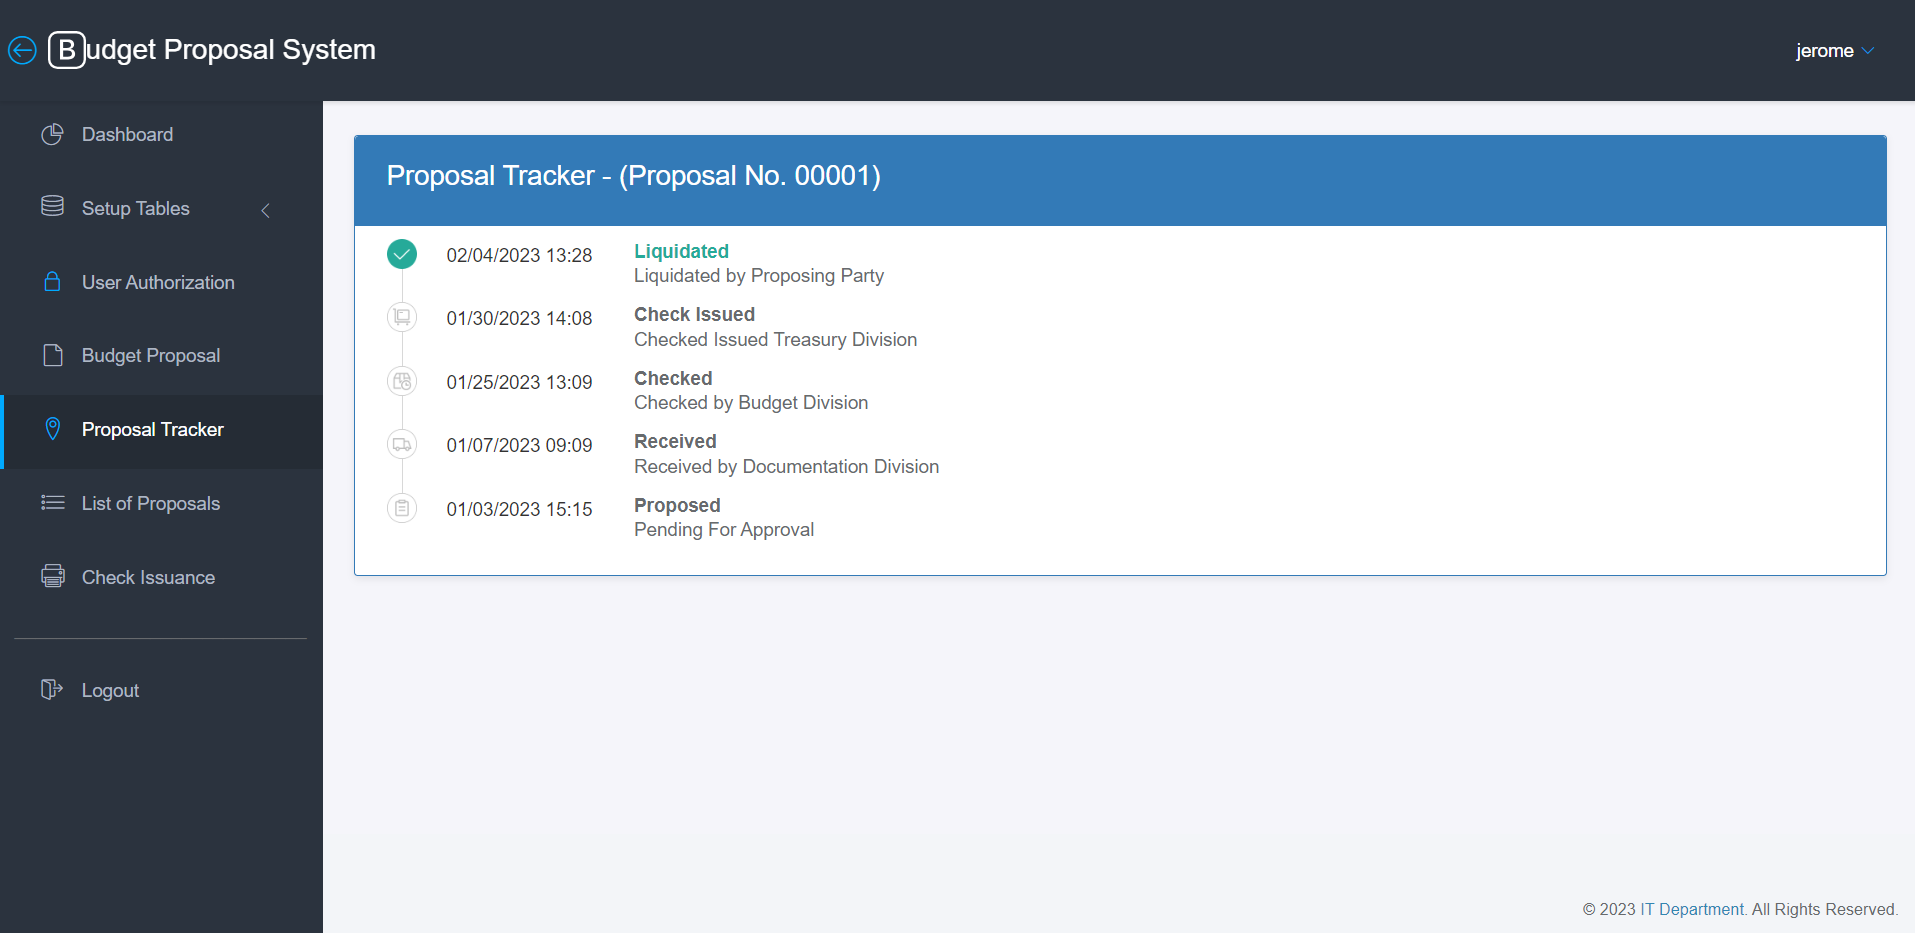 Budget Proposal System
jerome
Dashboard
Setup Tables
User Authorization
Budget Proposal
Proposal Tracker
List of Proposals
Check Issuance
Logout
Proposal Tracker - (Proposal No. 00001)
02/04/2023 13:28 Liquidated
Liquidated by Proposing Party
01/30/2023 14:08 Check Issued
Checked Issued Treasury Division
01/25/2023 13:09 Checked
Checked by Budget Division
01/07/2023 09:09 Received
Received by Documentation Division
01/03/2023 15:15 Proposed
Pending For Approval
© 2023 IT Department. All Rights Reserved.